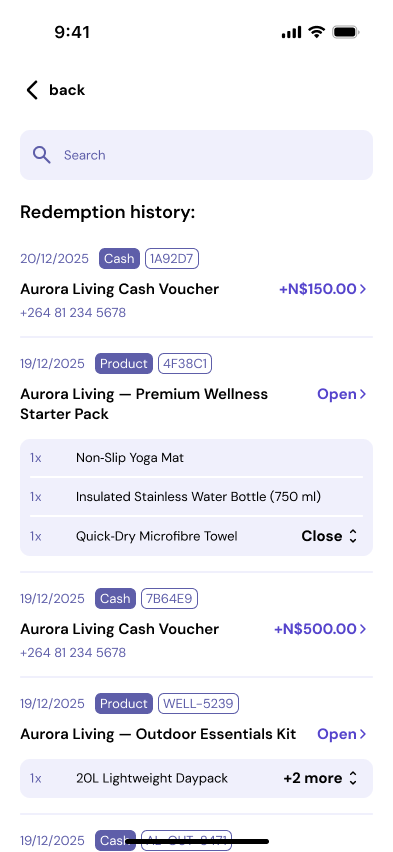 9:41
back
Search
Redemption history:
20/12/2025 Cash 1A92D7
Aurora Living Cash Voucher +N$150.00
+264 81 234 5678
19/12/2025 Product 4F38C1
Aurora Living — Premium Wellness Open
Starter Pack
1x Non-Slip Yoga Mat
1x Insulated Stainless Water Bottle (750 ml)
1x Quick-Dry Microfibre Towel Close
19/12/2025 Cash 7B64E9
Aurora Living Cash Voucher +N$500.00
+264 81 234 5678
19/12/2025 Product WELL-5239
Aurora Living — Outdoor Essentials Kit Open
1x 20L Lightweight Daypack +2 more
19/12/2025 Cash